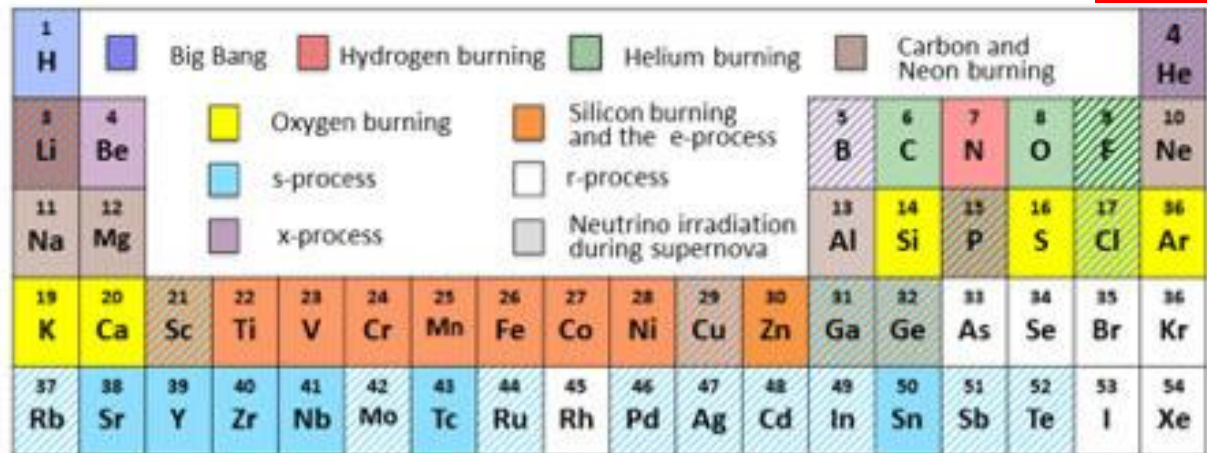 1 4
H Big Bang Hydrogen burning Helium burning Carbon and He
Neon burning
3 4 Oxygen burning Silicon burning 5 6 7 8 9 10
Li Be and the e-process B C N O F Ne
s-process r-process
11 12 13 14 15 16 17 36
Na Mg x-process Neutrino irradiation Al Si P S Cl Ar
during supernova
19 20 21 22 23 24 25 26 27 28 29 30 31 32 33 34 35 36
K Ca Sc Ti V Cr Mn Fe Co Ni Cu Zn Ga Ge As Se Br Kr
37 38 39 40 41 42 43 44 45 46 47 48 49 50 51 52 53 54
Rb Sr Y Zr Nb Mo Tc Ru Rh Pd Ag Cd In Sn Sb Te I Xe